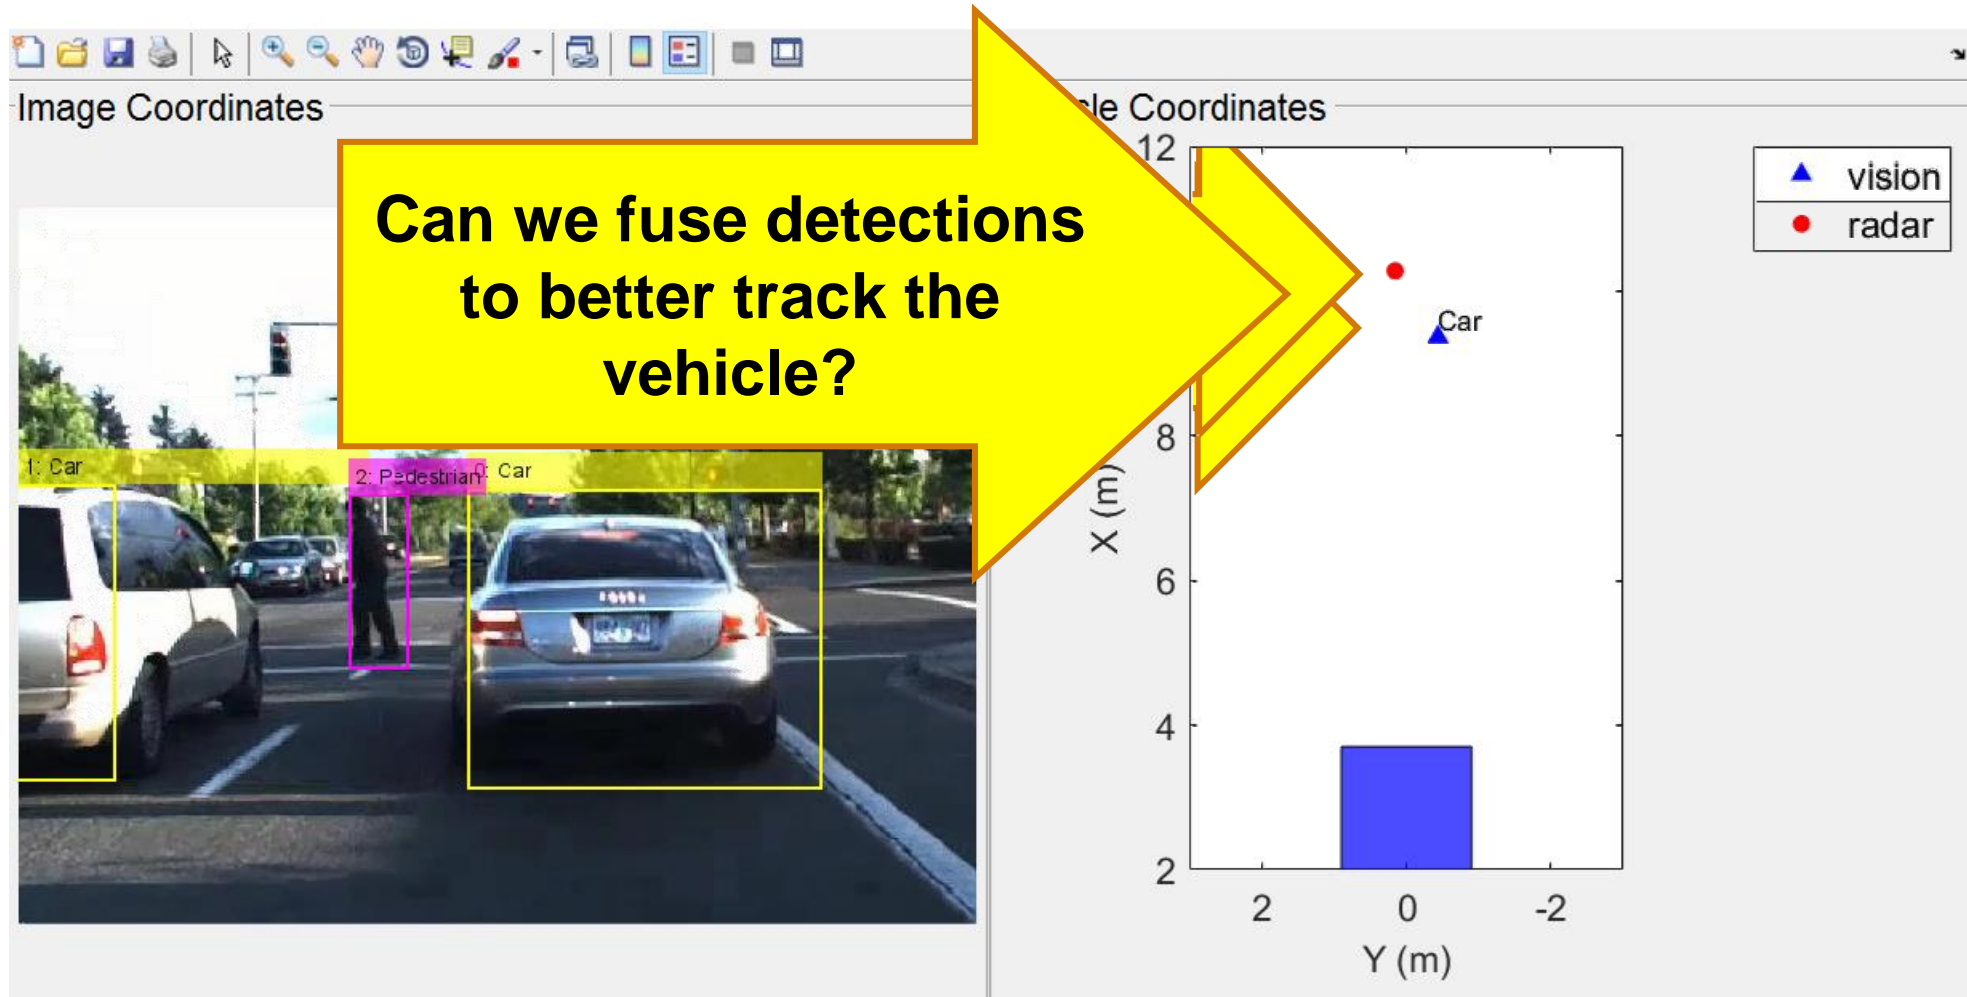 Image Coordinates
Can we fuse detections
to better track the
vehicle?
1: Car
2: Pedestrian
Car
cle Coordinates
12
8
6
4
2
X (m)
2 0 -2
Y (m)
Car
vision
radar